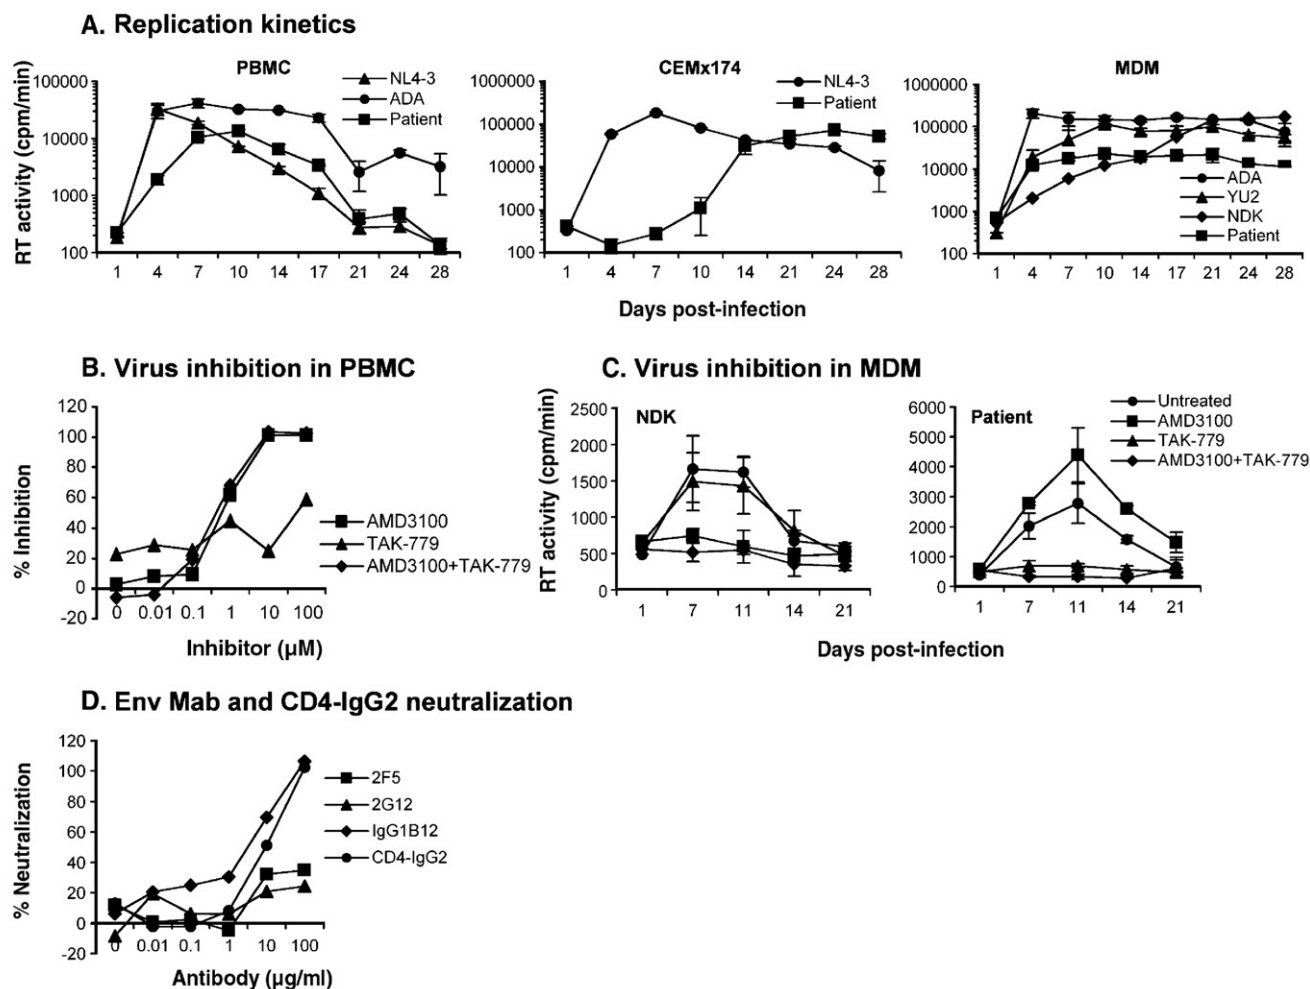 A. Replication kinetics
PBMC
RT activity (cpm/min)
100000
10000
1000
100
1 4 7 10 14 17 21 24 28
NL4-3
ADA
Patient
CEMx174
1000000
100000
10000
1000
100
1 4 7 10 14 21 24 28
NL4-3
Patient
MDM
1000000
100000
10000
1000
100
1 4 7 10 14 17 21 24 28
ADA
YU2
NDK
Patient
Days post-infection
B. Virus inhibition in PBMC
% Inhibition
120
100
80
60
40
20
0
-20
0 0.01 0.1 1 10 100
Inhibitor (µM)
AMD3100
TAK-779
AMD3100+TAK-779
C. Virus inhibition in MDM
RT activity (cpm/min)
NDK
2500
2000
1500
1000
500
0
1 7 11 14 21
Patient
6000
5000
4000
3000
2000
1000
0
1 7 11 14 21
Untreated
AMD3100
TAK-779
AMD3100+TAK-779
Days post-infection
D. Env Mab and CD4-IgG2 neutralization
% Neutralization
120
100
80
60
40
20
0
-20
0 0.01 0.1 1 10 100
Antibody (µg/ml)
2F5
2G12
IgG1B12
CD4-IgG2